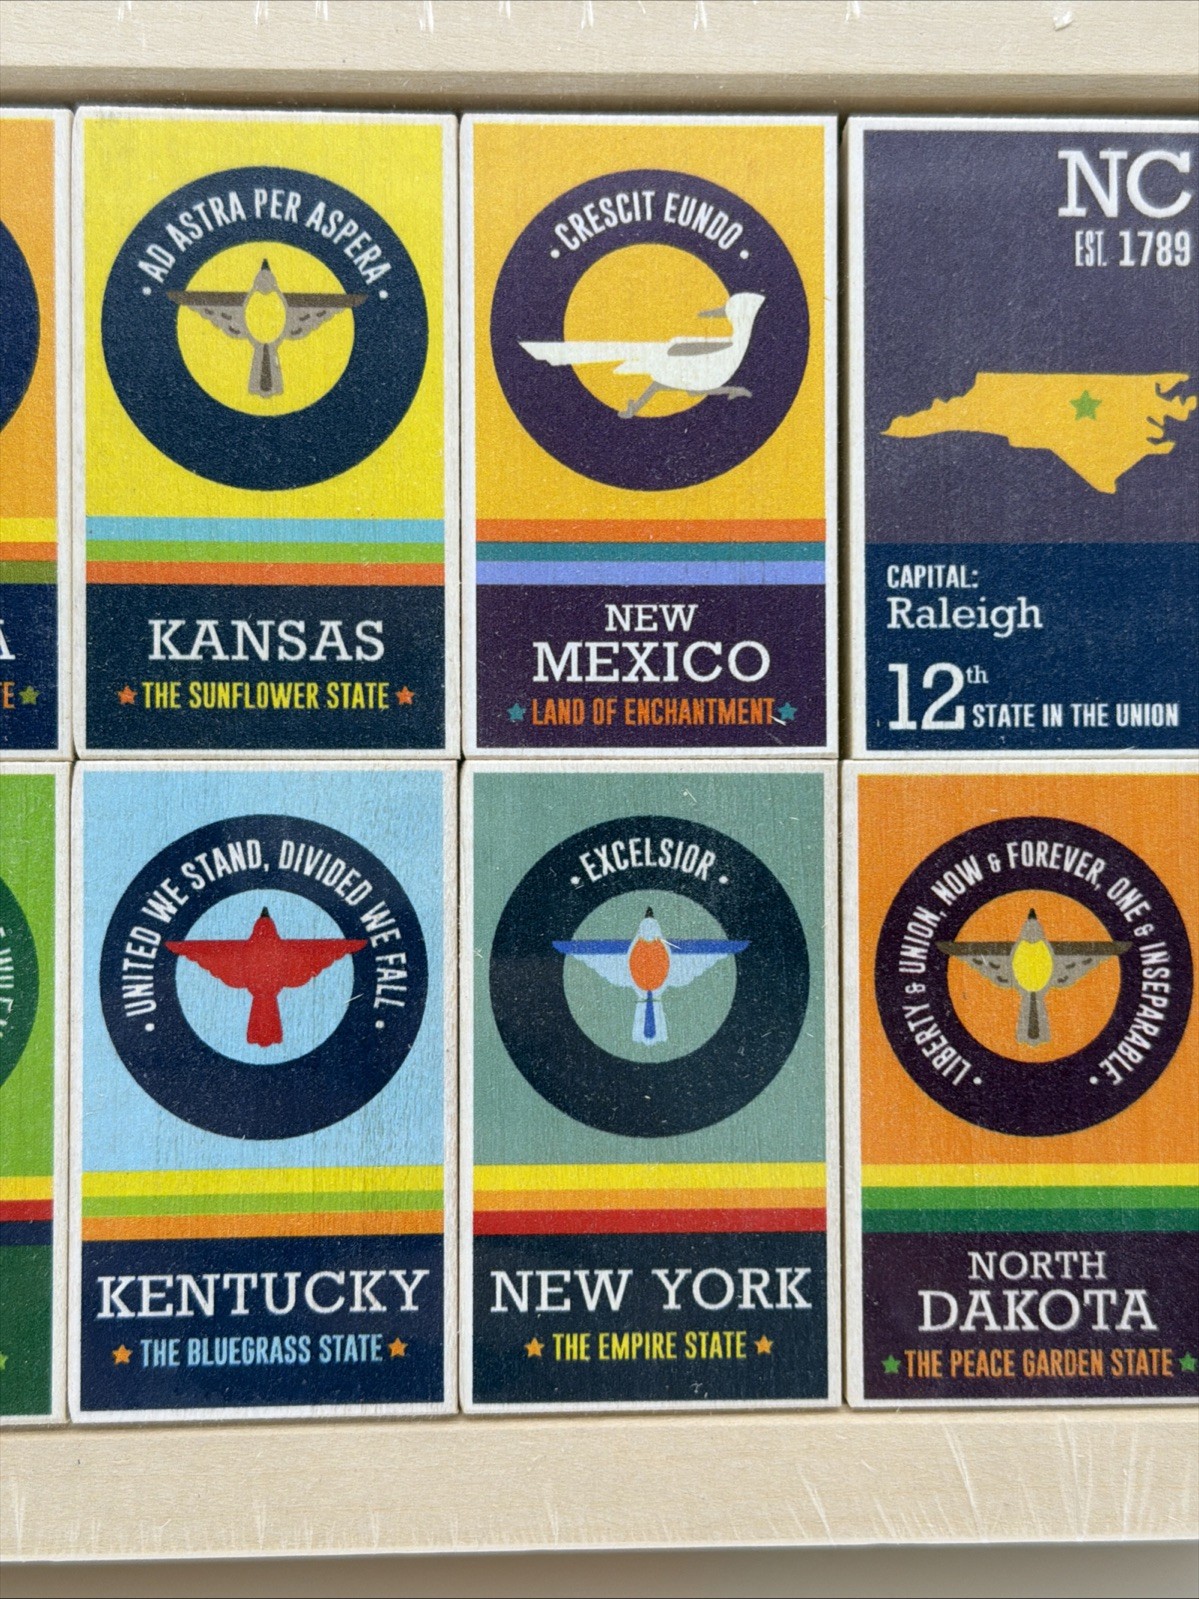 AD ASTRA PER ASPERA
KANSAS
THE SUNFLOWER STATE
CRESCIT EUNDO
NEW
MEXICO
LAND OF ENCHANTMENT
NC
EST. 1789
CAPITAL:
Raleigh
12th STATE IN THE UNION
UNITED WE STAND, DIVIDED WE FALL
KENTUCKY
THE BLUEGRASS STATE
EXCELSIOR
NEW YORK
THE EMPIRE STATE
LIBERTY & UNION, NOW & FOREVER, ONE & INSEPARABLE
NORTH
DAKOTA
THE PEACE GARDEN STATE